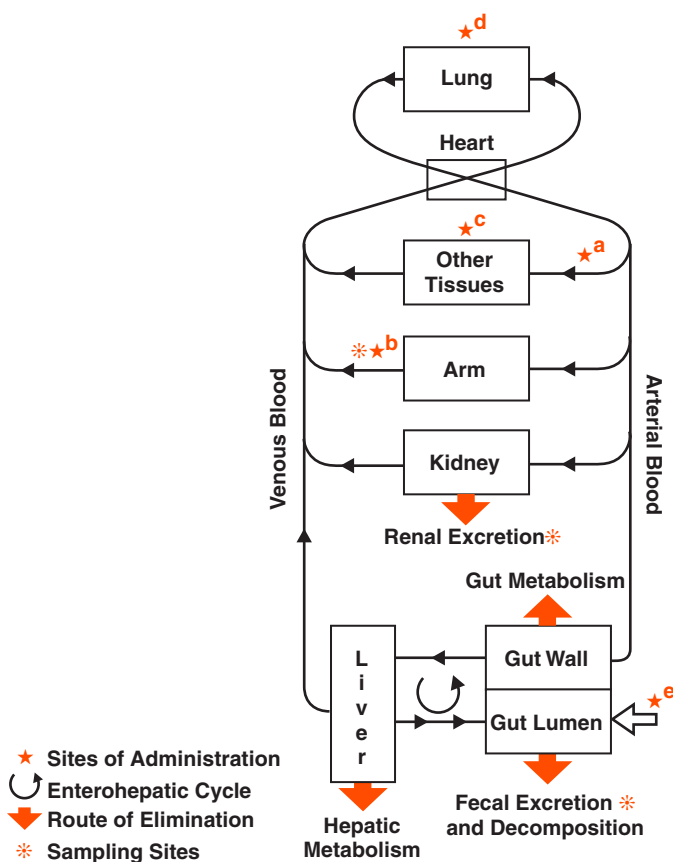 d
Lung
Heart
c
a
Other
Tissues
b
Arm
Venous Blood
Arterial Blood
Kidney
Renal Excretion
Gut Metabolism
Liver
Gut Wall
Gut Lumen
e
Sites of Administration
Enterohepatic Cycle
Route of Elimination
Sampling Sites
Hepatic
Metabolism
Fecal Excretion
and Decomposition